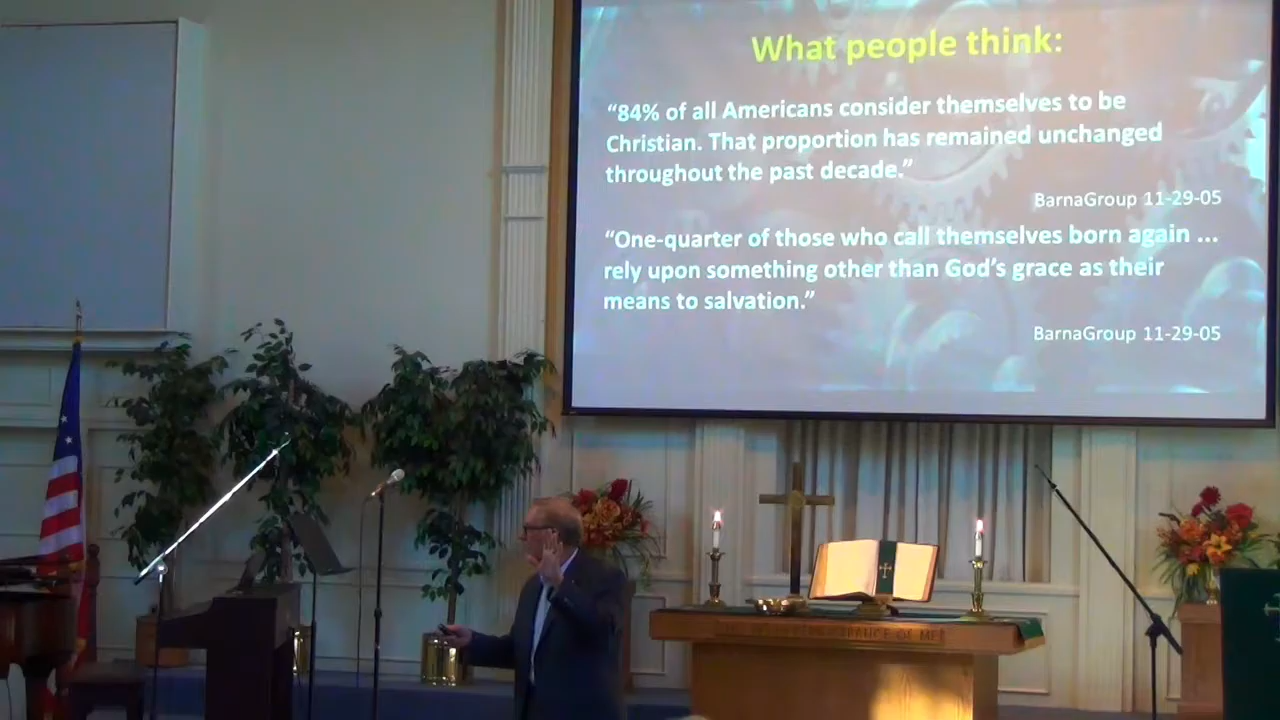 What people think:
“84% of all Americans consider themselves to be
Christian. That proportion has remained unchanged
throughout the past decade.”
BarnaGroup 11-29-05
“One-quarter of those who call themselves born again ...
rely upon something other than God’s grace as their
means to salvation.”
BarnaGroup 11-29-05
OF ME